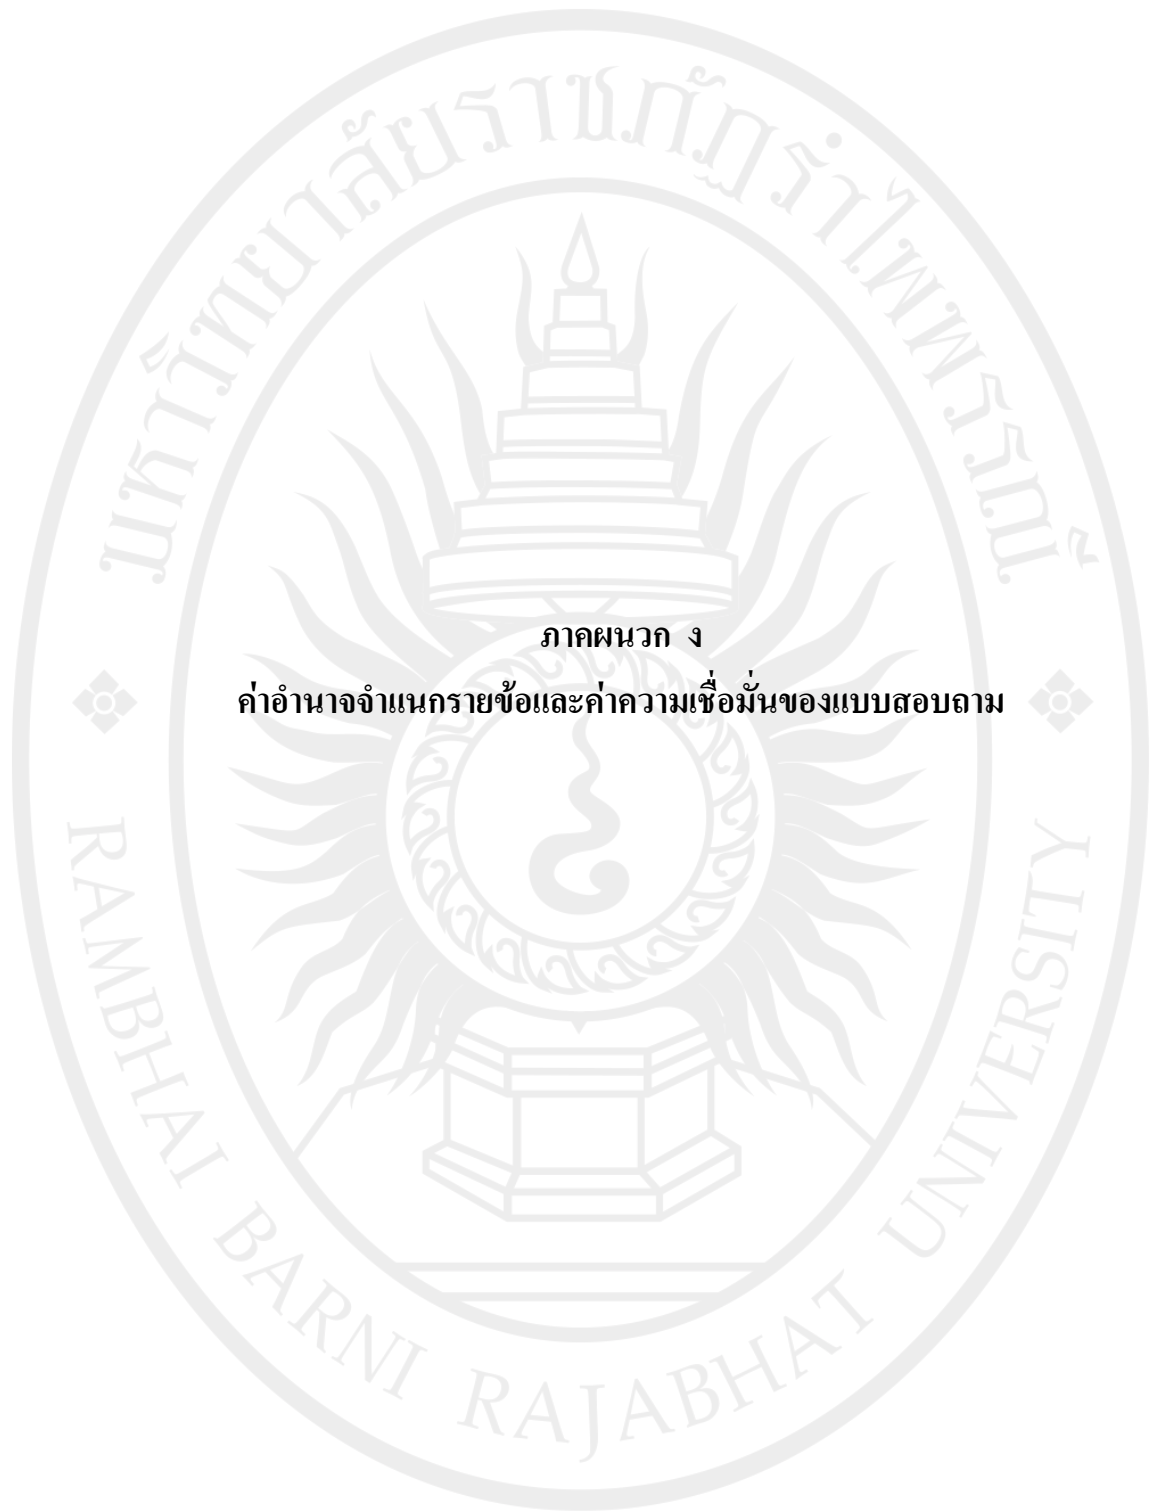 มหาวิทยาลัยราชภัฏรำไพพรรณี
ภาคผนวก ง
ค่าอำนาจจำแนกรายข้อและค่าความเชื่อมั่นของแบบสอบถาม
RAMBHAI BARNI RAJABHAT UNIVERSITY